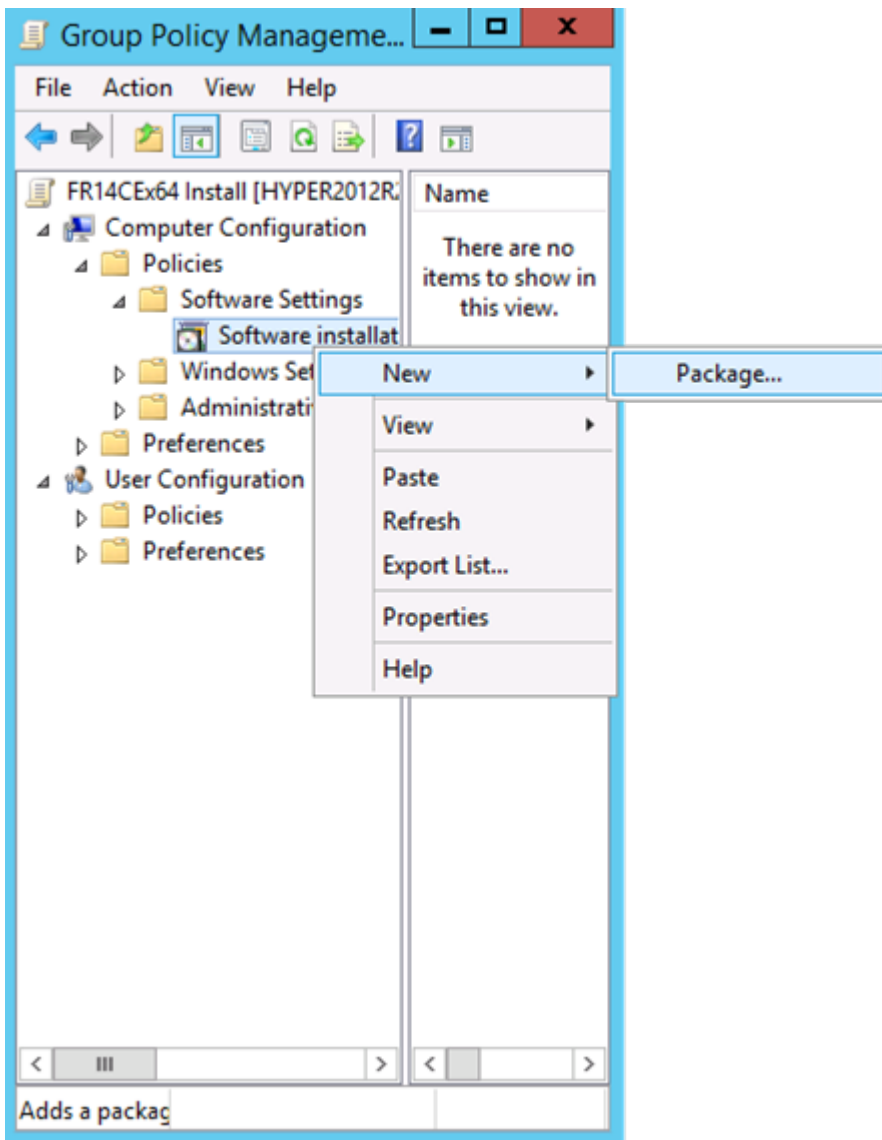 Group Policy Manageme...
File Action View Help
FR14CEx64 Install [HYPER2012R2
Name
Computer Configuration
There are no
items to show in
this view.
Policies
Software Settings
Software installat
Windows Set
Administrati
Preferences
User Configuration
Policies
Preferences
New
Package...
View
Paste
Refresh
Export List...
Properties
Help
Adds a packag